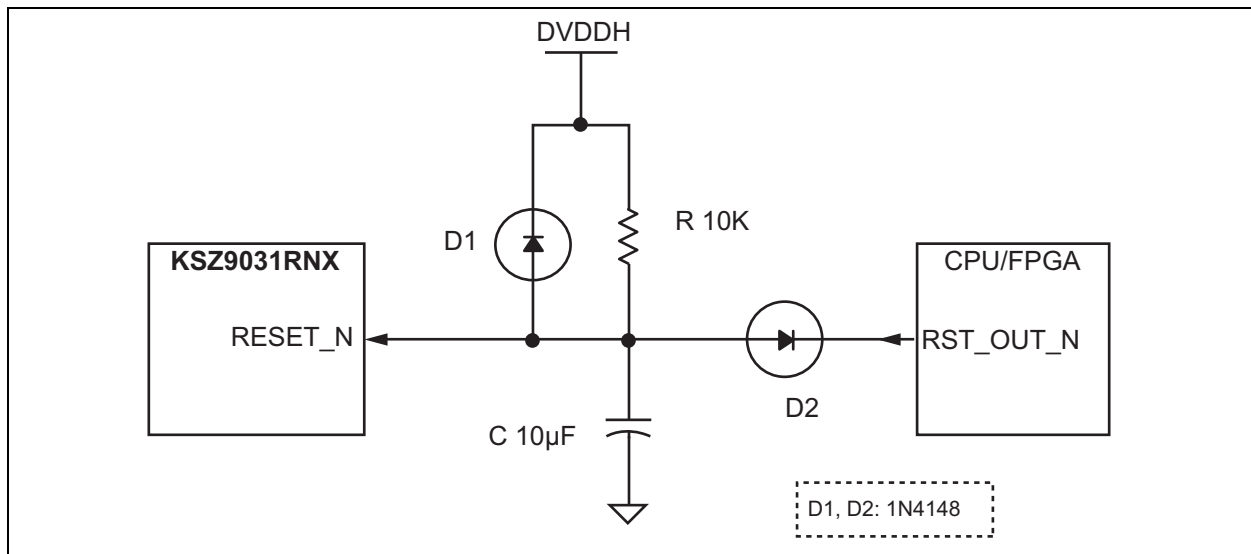 DVDDH
D1
R 10K
KSZ9031RNX
CPU/FPGA
RESET_N
RST_OUT_N
D2
C 10µF
D1, D2: 1N4148